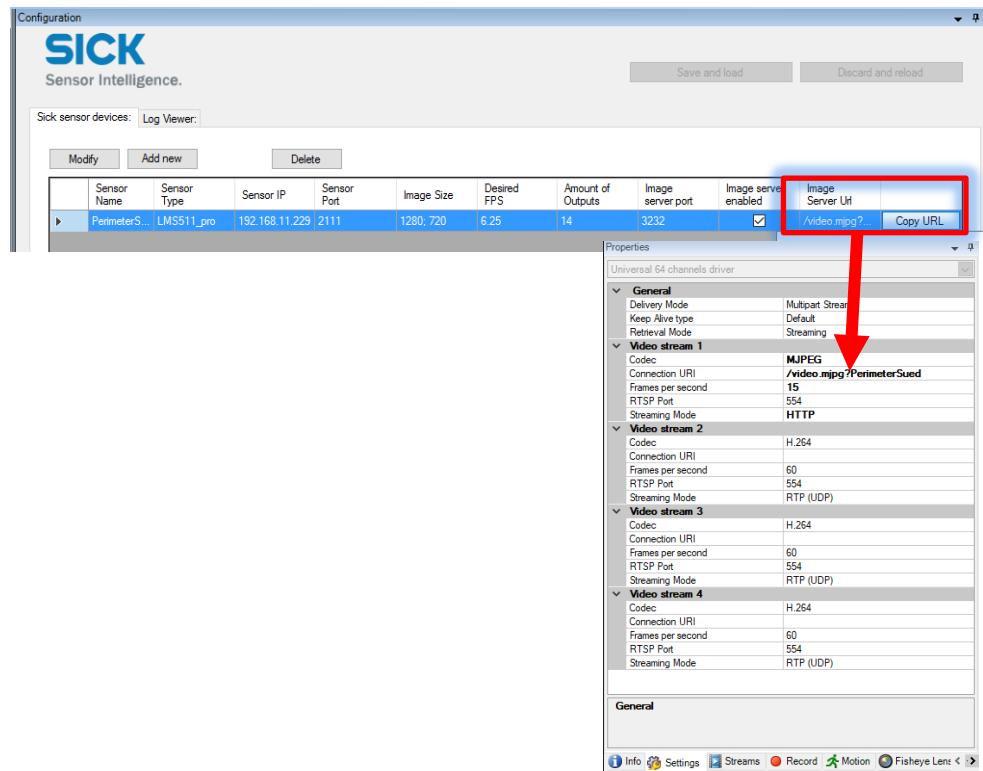 Configuration
SICK
Sensor Intelligence.
Save and load
Discard and reload
Sick sensor devices:
Log Viewer:
Modify
Add new
Delete
Sensor Name
Sensor Type
Sensor IP
Sensor Port
Image Size
Desired FPS
Amount of Outputs
Image server port
Image serve enabled
Image Server Url
PerimeterS...
LMS511_pro
192.168.11.229
2111
1280; 720
6.25
14
3232
/video.mjpg?...
Copy URL
Properties
Universal 64 channels driver
General
Delivery Mode Multipart Stream
Keep Alive type Default
Retrieval Mode Streaming
Video stream 1
Codec MJPEG
Connection URI /video.mjpg?PerimeterSued
Frames per second 15
RTSP Port 554
Streaming Mode HTTP
Video stream 2
Codec H.264
Connection URI
Frames per second 60
RTSP Port 554
Streaming Mode RTP (UDP)
Video stream 3
Codec H.264
Connection URI
Frames per second 60
RTSP Port 554
Streaming Mode RTP (UDP)
Video stream 4
Codec H.264
Connection URI
Frames per second 60
RTSP Port 554
Streaming Mode RTP (UDP)
General
Info
Settings
Streams
Record
Motion
Fisheye Lens